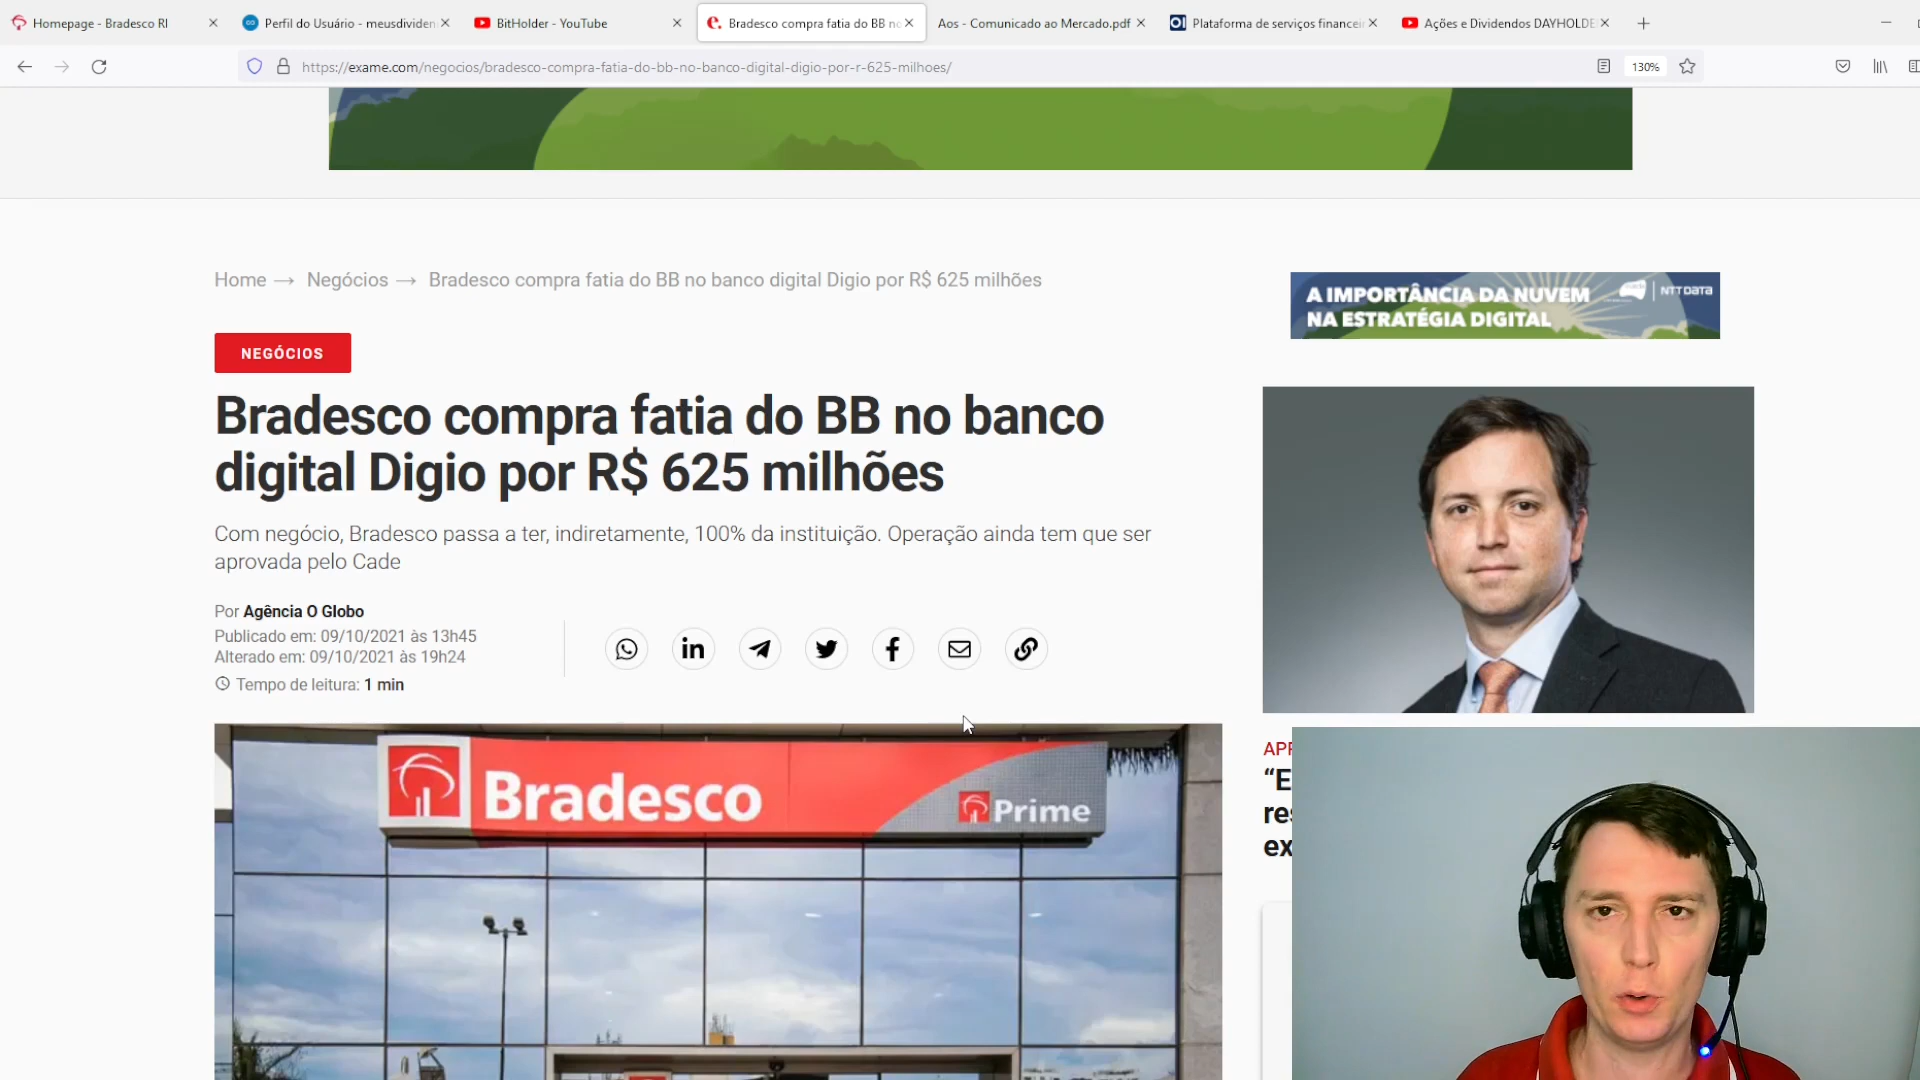 Homepage - Bradesco RI
Perfil do Usuário - meusdividen
BitHolder - YouTube
Bradesco compra fatia do BB no
Aos - Comunicado ao Mercado.pdf
Plataforma de serviços financei
Ações e Dividendos DAYHOLDE
https://exame.com/negocios/bradesco-compra-fatia-do-bb-no-banco-digital-digio-por-r-625-milhoes/
130%
Home → Negócios → Bradesco compra fatia do BB no banco digital Digio por R$ 625 milhões
A IMPORTÂNCIA DA NUVEM
NA ESTRATÉGIA DIGITAL
NTT DATA
NEGÓCIOS
Bradesco compra fatia do BB no banco
digital Digio por R$ 625 milhões
Com negócio, Bradesco passa a ter, indiretamente, 100% da instituição. Operação ainda tem que ser
aprovada pelo Cade
Por Agência O Globo
Publicado em: 09/10/2021 às 13h45
Alterado em: 09/10/2021 às 19h24
Tempo de leitura: 1 min
Bradesco
Prime
APR
“E
res
ex